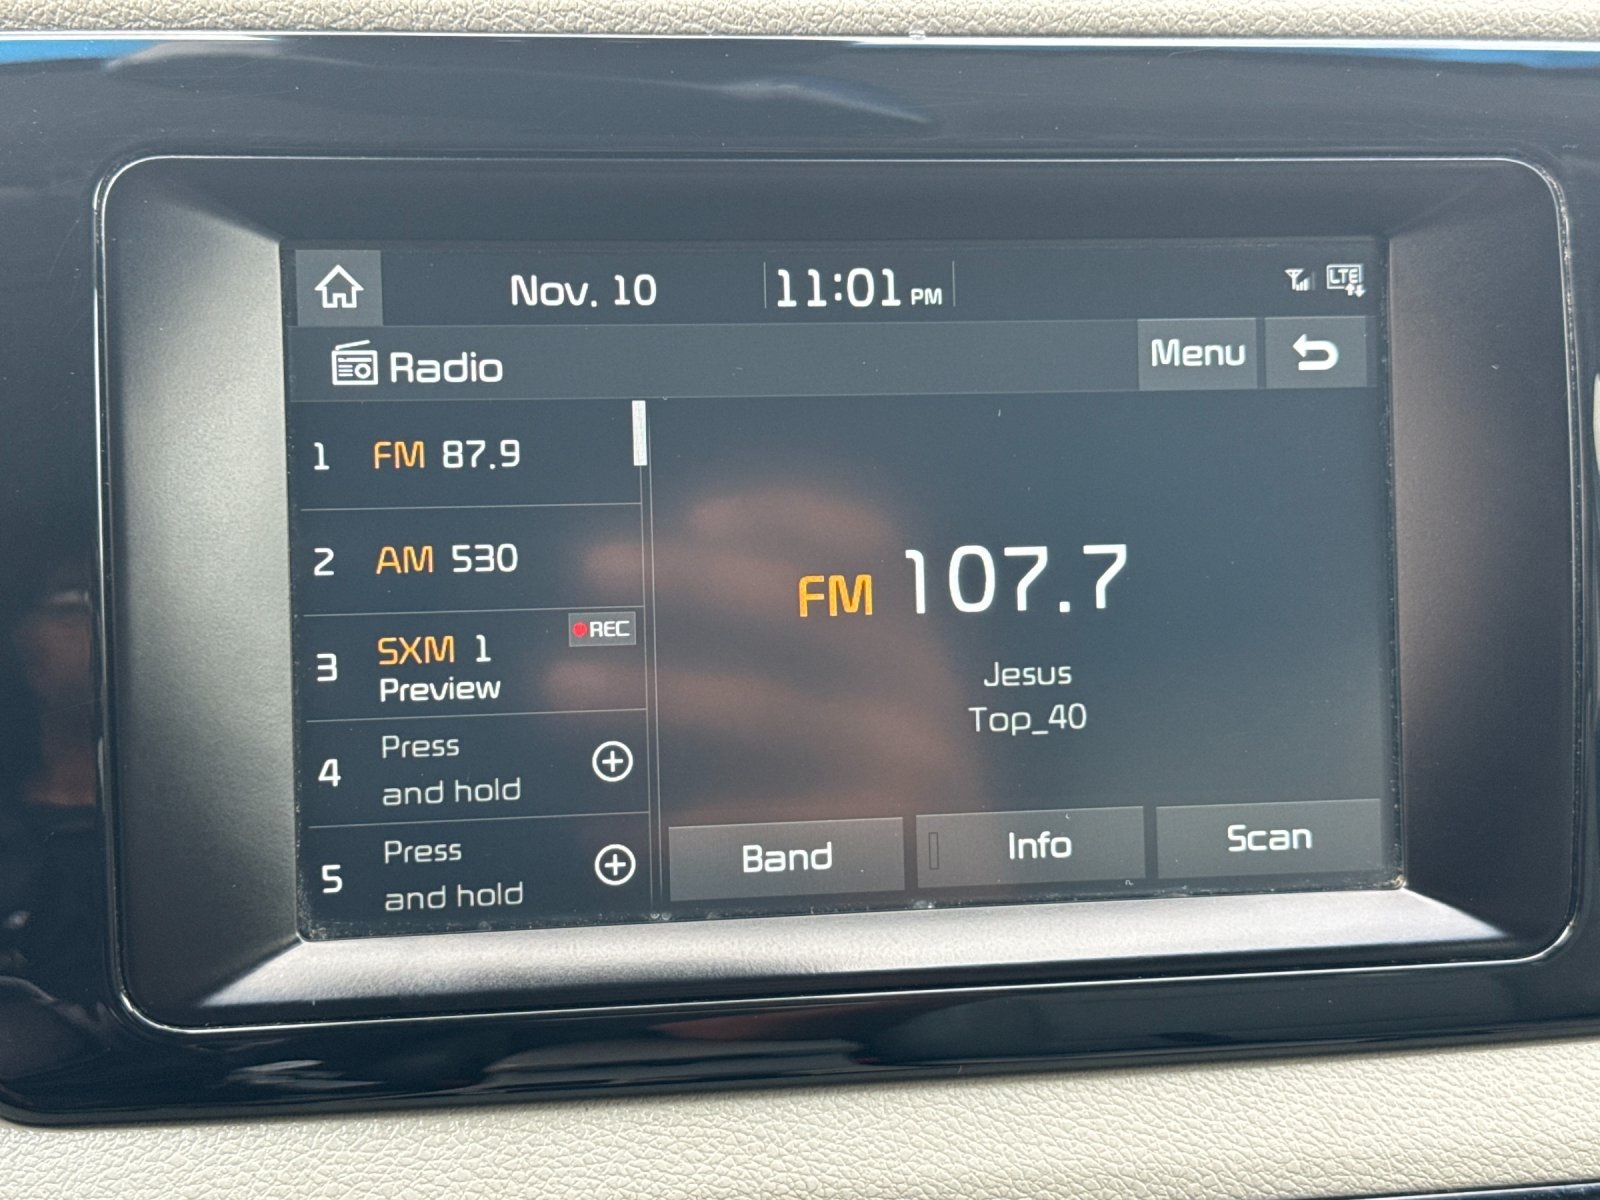 Nov. 10
11:01 PM
LTE
Radio
Menu
1 FM 87.9
2 AM 530
REC
3 SXM 1
Preview
4 Press
and hold
5 Press
and hold
FM 107.7
Jesus
Top_40
Band
Info
Scan